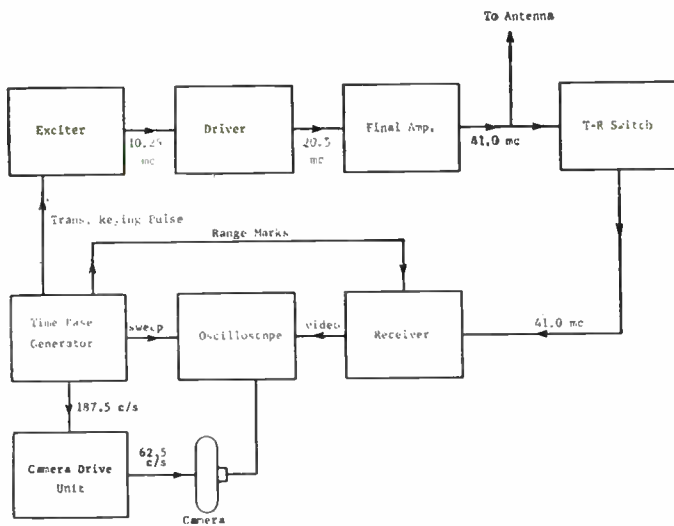 To Antenna
Exciter
Driver
Final Amp.
T-R Switch
10.25
mc
20.5
mc
41.0 mc
Trans. Keying Pulse
Range Marks
Time Base
Generator
sweep
Oscilloscope
video
Receiver
41.0 mc
187.5 c/s
Camera Drive
Unit
62.5
c/s
Camera